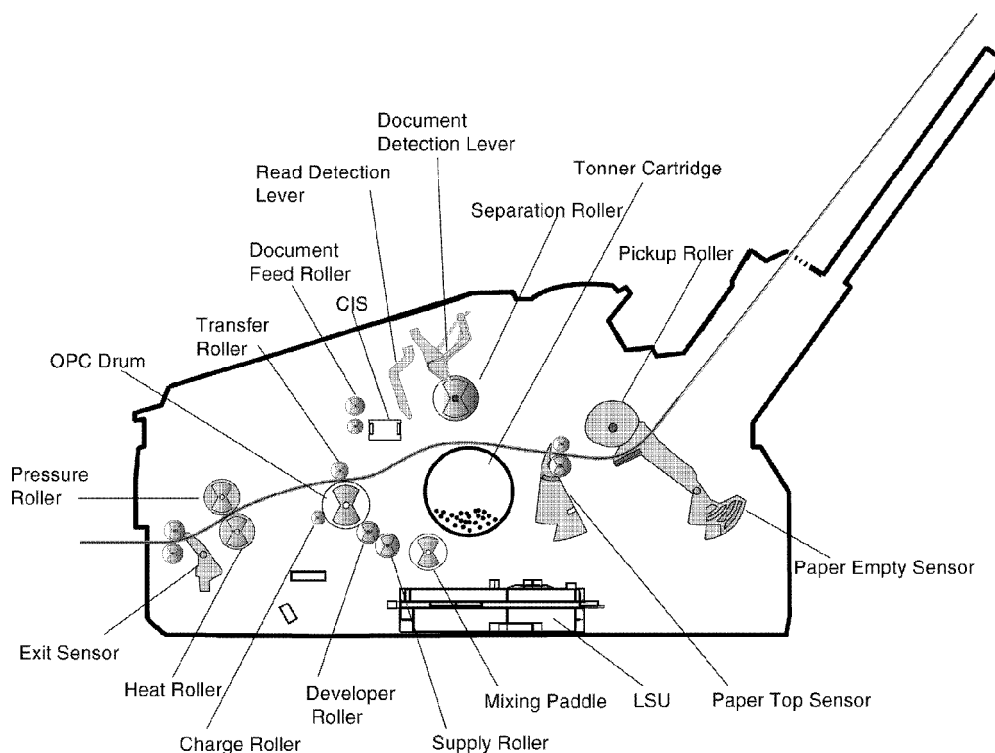 Document
Detection Lever
Tonner Cartridge
Read Detection
Lever
Separation Roller
Document
Feed Roller
Pickup Roller
CIS
Transfer
Roller
OPC Drum
Pressure
Roller
Paper Empty Sensor
Exit Sensor
Heat Roller
Developer
Roller
Mixing Paddle
LSU
Paper Top Sensor
Charge Roller
Supply Roller